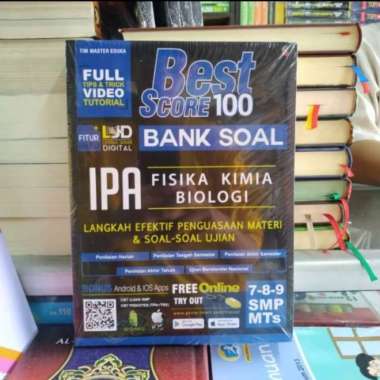 TIM MASTER EDUKA
FULL
TIPS & TRICK
VIDEO
TUTORIAL
Best
SCORE 100
FITUR
DIGITAL
BANK SOAL
IPA
FISIKA KIMIA
BIOLOGI
LANGKAH EFEKTIF PENGUASAAN MATERI
& SOAL-SOAL UJIAN
Penilaian Harian
Penilaian Tengah Semester
Penilaian Akhir Semester
Penilaian Akhir Tahun
Ujian Berstandar Nasional
BONUS Android & IOS Apps
FREE Online
TRY OUT
7-8-9
SMP
MTs